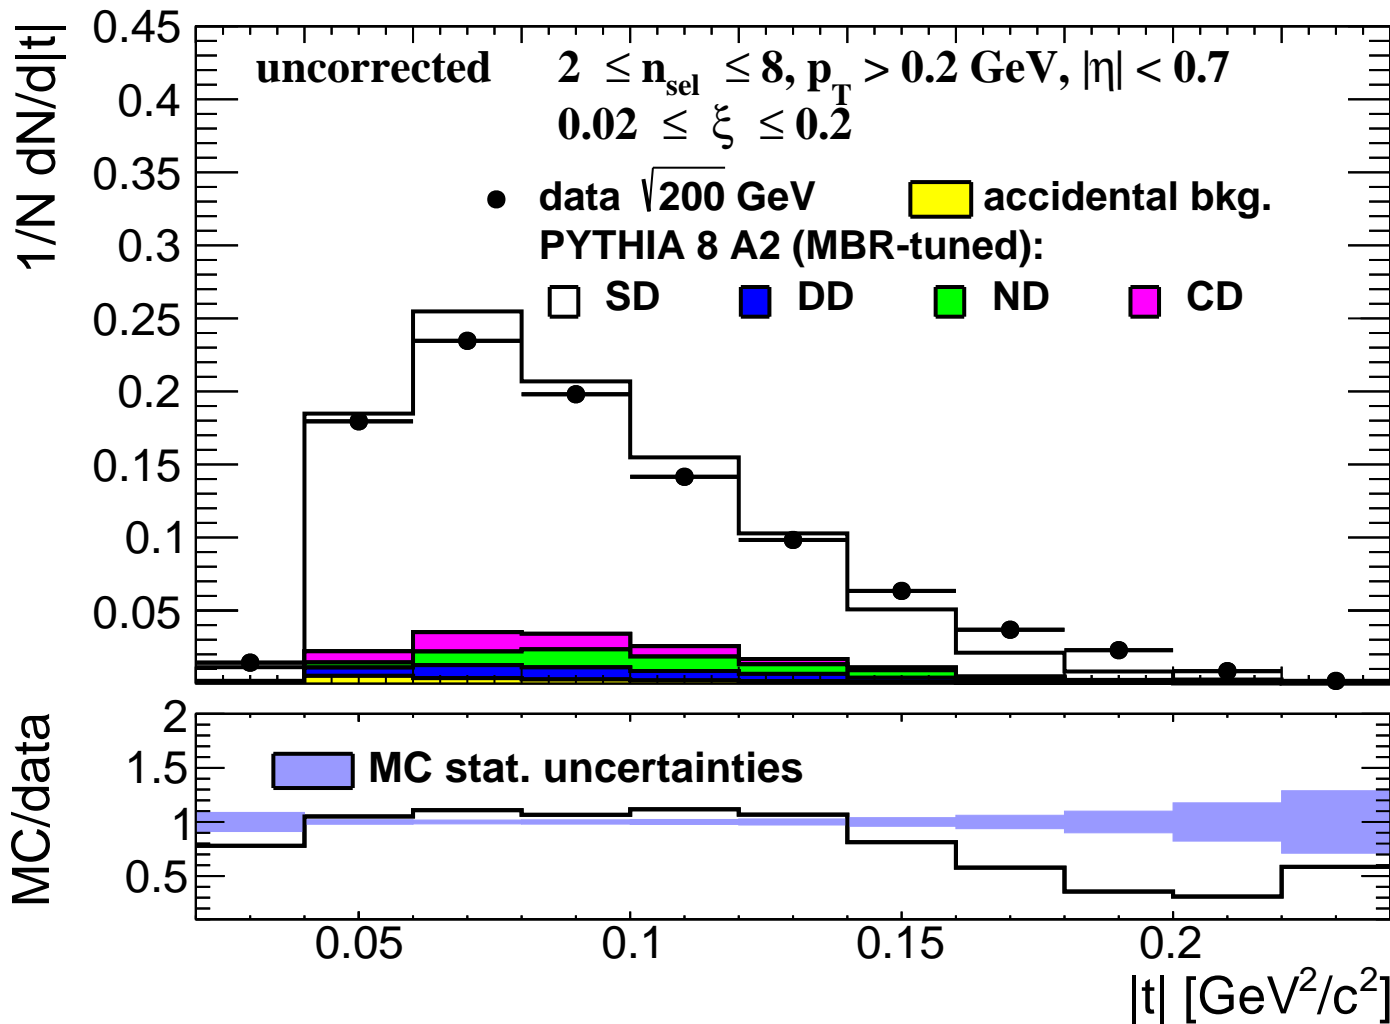 1/N dN/d|t|
0.45
0.4
0.35
0.3
0.25
0.2
0.15
0.1
0.05
uncorrected 2 ≤ n_sel ≤ 8, p_T > 0.2 GeV, |η| < 0.7
0.02 ≤ ξ ≤ 0.2
data √200 GeV accidental bkg.
PYTHIA 8 A2 (MBR-tuned):
SD DD ND CD
MC/data
2
1.5
1
0.5
MC stat. uncertainties
0.05 0.1 0.15 0.2
|t| [GeV²/c²]